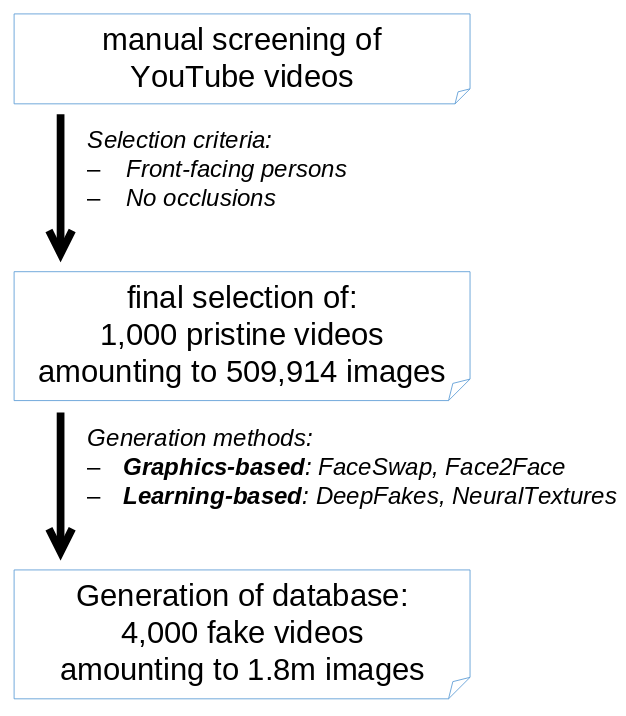 manual screening of
YouTube videos
Selection criteria:
– Front-facing persons
– No occlusions
final selection of:
1,000 pristine videos
amounting to 509,914 images
Generation methods:
– Graphics-based: FaceSwap, Face2Face
– Learning-based: DeepFakes, NeuralTextures
Generation of database:
4,000 fake videos
amounting to 1.8m images